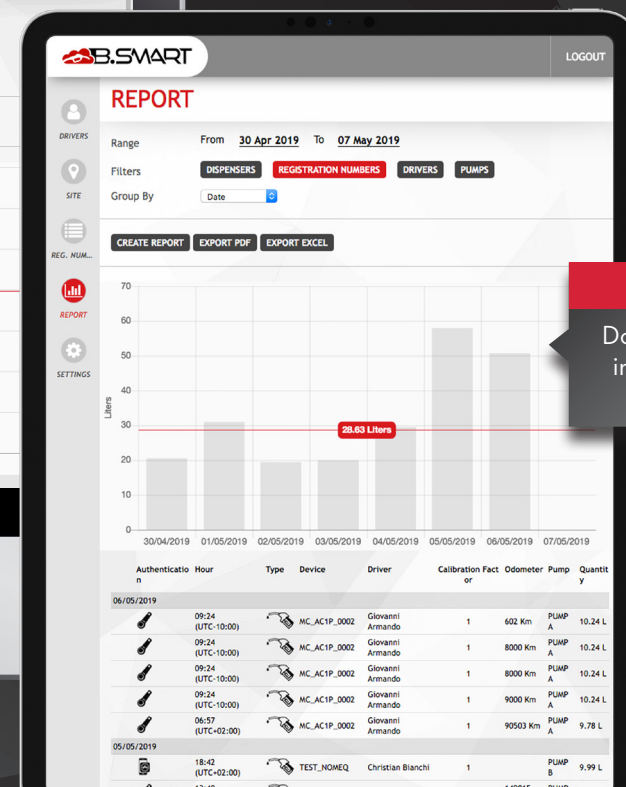 B.SMART
LOGOUT
REPORT
DRIVERS
SITE
REG. NUM...
REPORT
SETTINGS
Range From 30 Apr 2019 To 07 May 2019
Filters DISPENSERS REGISTRATION NUMBERS DRIVERS PUMPS
Group By Date
CREATE REPORT EXPORT PDF EXPORT EXCEL
70
60
50
40
30
20
10
0
Liters
28.63 Liters
30/04/2019 01/05/2019 02/05/2019 03/05/2019 04/05/2019 05/05/2019 06/05/2019 07/05/2019
Authenticatio Hour Type Device Driver Calibration Fact Odometer Pump Quantit
n or y
06/05/2019
09:24 MC_AC1P_0002 Giovanni 1 602 Km PUMP 10.24 L
(UTC-10:00) Armando A
09:24 MC_AC1P_0002 Giovanni 1 8000 Km PUMP 10.24 L
(UTC-10:00) Armando A
09:24 MC_AC1P_0002 Giovanni 1 8000 Km PUMP 10.24 L
(UTC-10:00) Armando A
09:24 MC_AC1P_0002 Giovanni 1 9000 Km PUMP 10.24 L
(UTC-10:00) Armando A
06:57 MC_AC1P_0002 Giovanni 1 90503 Km PUMP 9.78 L
(UTC+02:00) Armando A
05/05/2019
18:42 TEST_NOMEQ Christian Bianchi 1 PUMP 9.99 L
(UTC+02:00) B